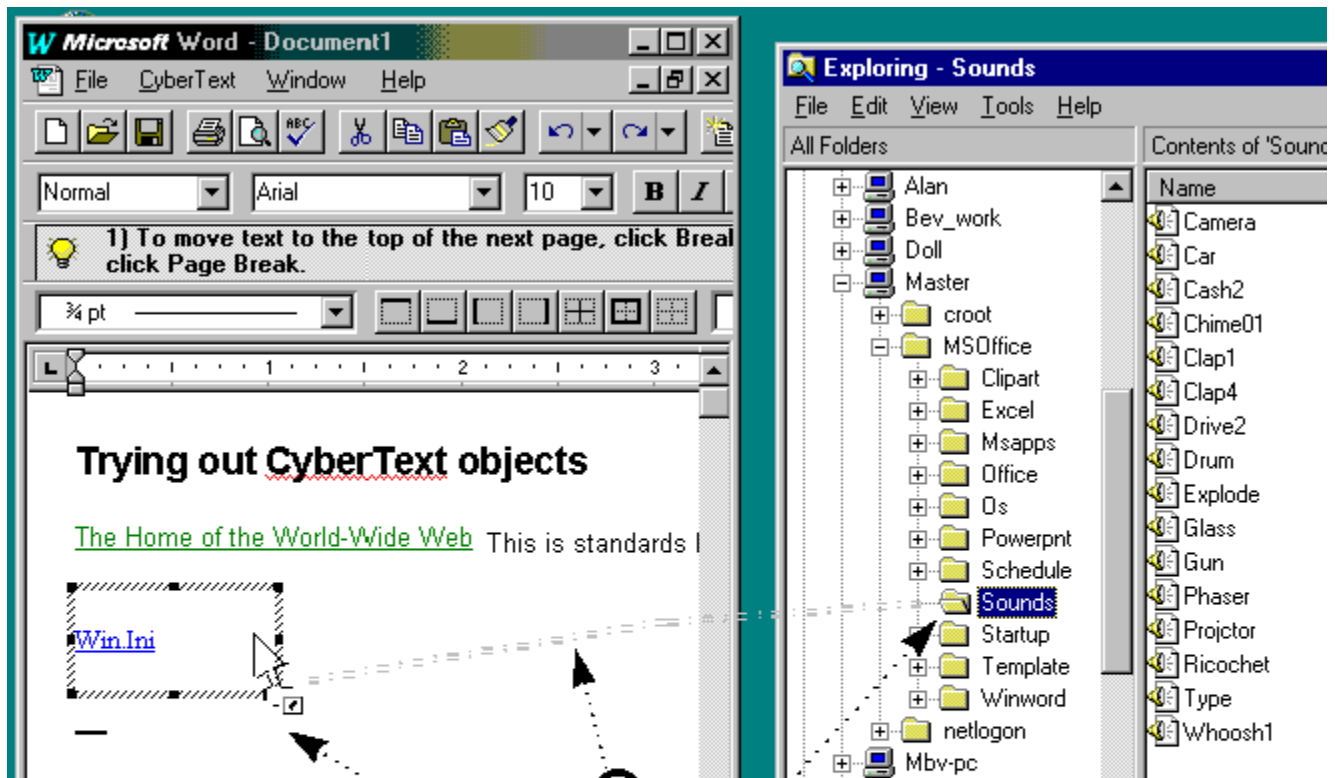 Microsoft Word - Document1
File CyberText Window Help
ABC
Normal Arial 10 B I
1) To move text to the top of the next page, click Break
click Page Break.
¾ pt
1 2 3
Trying out CyberText objects
The Home of the World-Wide Web This is standards
Win.Ini
Exploring - Sounds
File Edit View Tools Help
All Folders
Alan
Bev_work
Doll
Master
croot
MSOffice
Clipart
Excel
Msapps
Office
Os
Powerpnt
Schedule
Sounds
Startup
Template
Winword
netlogon
Mbv-pc
Contents of 'Sound
Name
Camera
Car
Cash2
Chime01
Clap1
Clap4
Drive2
Drum
Explode
Glass
Gun
Phaser
Projctor
Ricochet
Type
Whoosh1